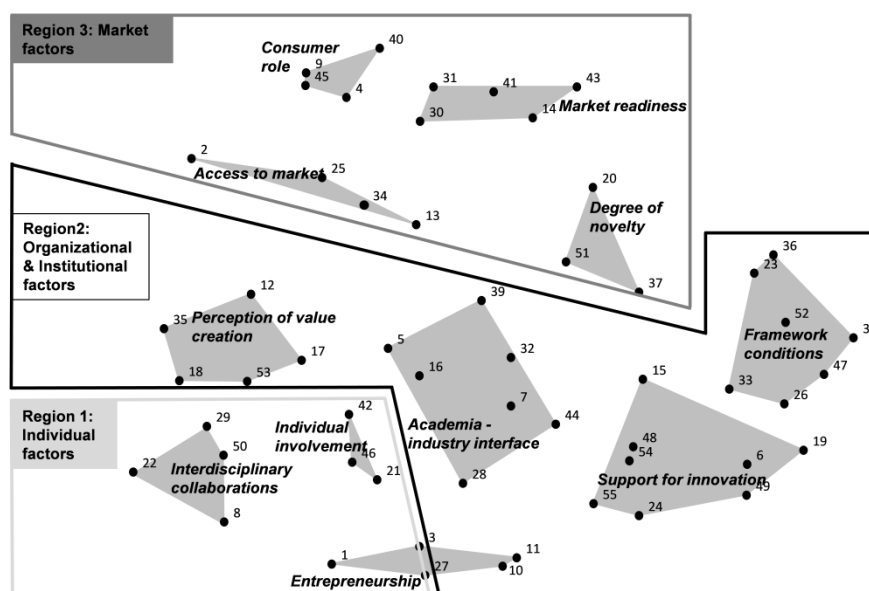 Region 3: Market
factors
Consumer
role
40
9
45
4
31
41
43
30
14
Market readiness
2
25
Access to market
34
13
20
Degree of
novelty
51
37
Region2:
Organizational
& Institutional
factors
12
35
Perception of value
creation
17
18
53
39
5
16
32
7
44
Academia -
industry interface
28
36
23
52
3
Framework
conditions
47
33
26
15
48
54
6
19
Support for innovation
49
55
24
Region 1:
Individual
factors
29
50
22
Interdisciplinary
collaborations
8
42
Individual
involvement
46
21
3
1
27
11
10
Entrepreneurship